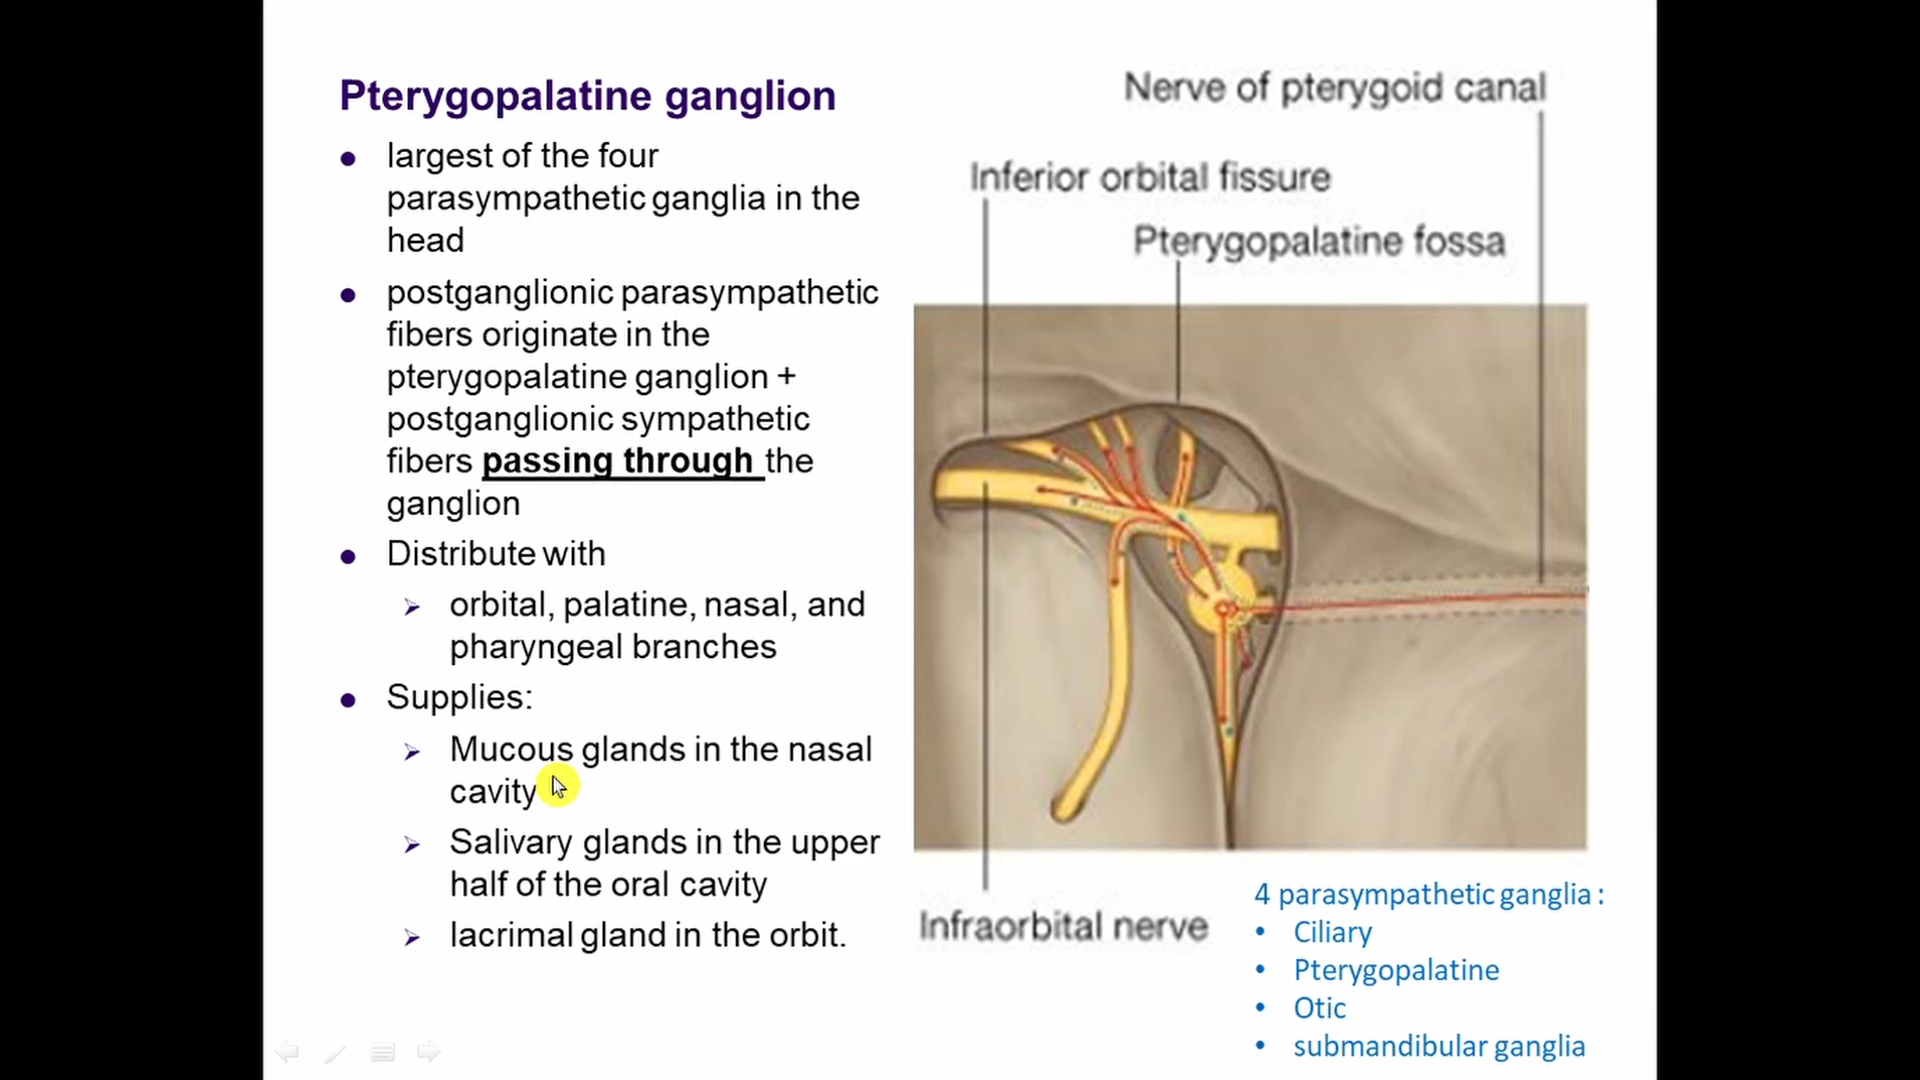 Pterygopalatine ganglion
largest of the four
parasympathetic ganglia in the
head
postganglionic parasympathetic
fibers originate in the
pterygopalatine ganglion +
postganglionic sympathetic
fibers passing through the
ganglion
Distribute with
orbital, palatine, nasal, and
pharyngeal branches
Supplies:
Mucous glands in the nasal
cavity
Salivary glands in the upper
half of the oral cavity
lacrimal gland in the orbit.
Nerve of pterygoid canal
Inferior orbital fissure
Pterygopalatine fossa
Infraorbital nerve
4 parasympathetic ganglia :
Ciliary
Pterygopalatine
Otic
submandibular ganglia